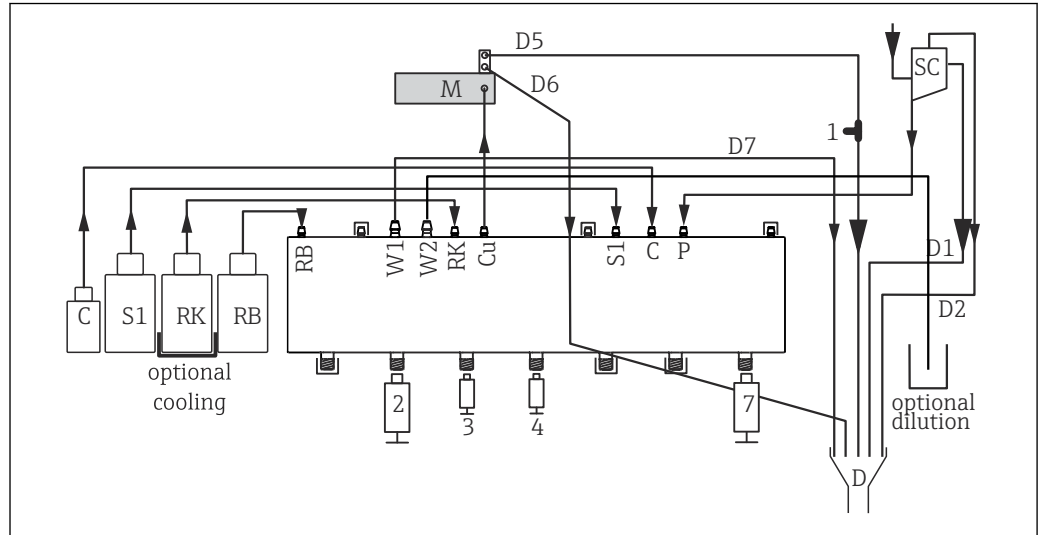 D5
SC
M
D6
1
D7
RB
W1
W2
RK
Cu
S1
C
P
D1
C
S1
RK
RB
D2
optional
cooling
2
3
4
7
optional
dilution
D